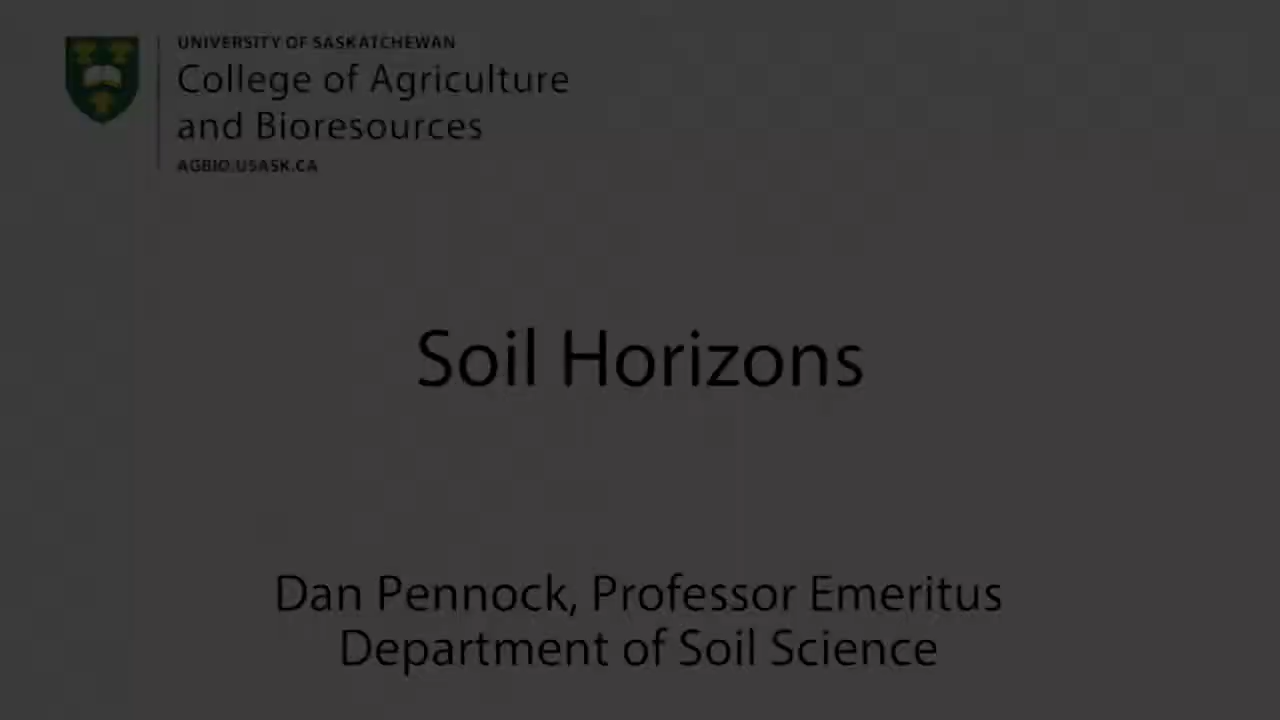 UNIVERSITY OF SASKATCHEWAN
College of Agriculture
and Bioresources
AGBIO.USASK.CA
Soil Horizons
Dan Pennock, Professor Emeritus
Department of Soil Science